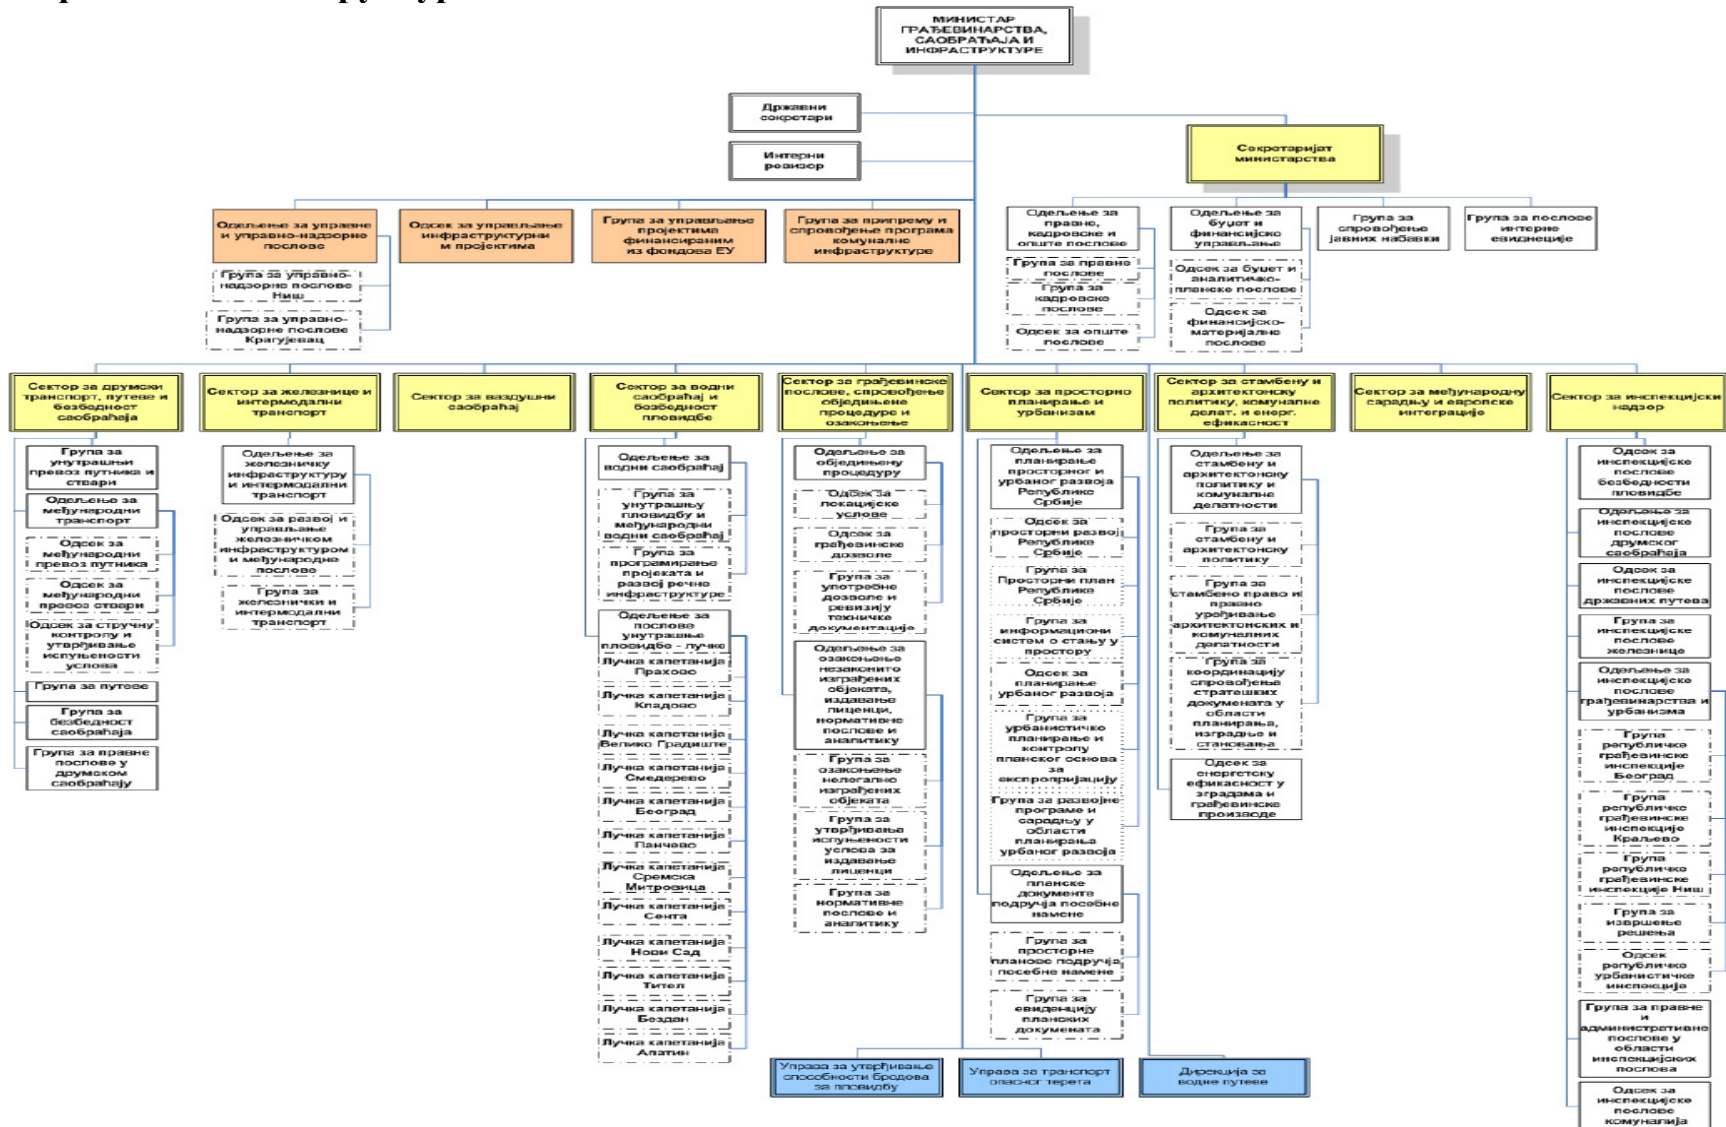 МИНИСТАР
ГРАЂЕВИНАРСТВА,
САОБРАЋАЈА И
ИНФРАСТРУКТУРЕ
Државни
секретари
Интерни
ревизор
Секретаријат
министарства
Одељење за управне
и управно-надзорне
послове
Одсек за управљање
инфраструктурни
м пројектима
Група за управљање
пројектима
финансираним
из фондова ЕУ
Група за припрему и
спровођење програма
комуналне
инфраструктуре
Одељење за
правне,
кадровске и
опште послове
Одељење за
буџет и
финансијско
управљање
Група за
спровођење
јавних набавки
Група за послове
интерне
евиднеције
Група за управно-
надзорне послове
Ниш
Група за управно-
надзорне послове
Крагујевац
Група за правне
послове
Група за
кадровске
послове
Одсек за опште
послове
Одсек за буџет и
аналитичко-
планске послове
Одсек за
финансијско-
материјалне
послове
Сектор за друмски
транспорт, путеве и
безбедност
саобраћаја
Сектор за железнице и
интермодални
транспорт
Сектор за ваздушни
саобраћај
Сектор за водни
саобраћај и
безбедност
пловидбе
Сектор за грађевинске
послове, спровођење
обједињене
процедуре и
озакоњење
Сектор за просторно
планирање и
урбанизам
Сектор за стамбену и
архитектонску
политику, комуналне
делат. и енерг.
ефикасност
Сектор за међународну
сарадњу и европске
интеграције
Сектор за инспекцијски
надзор
Група за
унутрашњи
превоз путника и
ствари
Одељење за
међународни
транспорт
Одсек за
међународни
превоз путника
Одсек за
међународни
превоз ствари
Одсек за стручну
контролу и
утврђивање
испуњености
услова
Група за путеве
Група за
безбедност
саобраћаја
Група за правне
послове у
друмском
саобраћају
Одељење за
железничку
инфраструктуру
и интермодални
транспорт
Одсек за развој и
управљање
железничком
инфраструктуром
и међународне
послове
Група за
железнички и
интермодални
транспорт
Одељење за
водни саобраћај
Група за
унутрашњу
пловидбу и
међународни
водни саобраћај
Група за
програмирање
пројеката и
развој речне
инфраструктуре
Одељење за
послове
унутрашње
пловидбе - лучке
Лучка капетанија
Прахово
Лучка капетанија
Кладово
Лучка капетанија
Велико Градиште
Лучка капетанија
Смедерево
Лучка капетанија
Београд
Лучка капетанија
Панчево
Лучка капетанија
Сремска
Митровица
Лучка капетанија
Сента
Лучка капетанија
Нови Сад
Лучка капетанија
Тител
Лучка капетанија
Бездан
Лучка капетанија
Апатин
Одељење за
обједињену
процедуру
Одсек за
локацијске
услове
Одсек за
грађевинске
дозволе
Група за
употребне
дозволе и
ревизију
техничке
документације
Одељење за
озакоњење
незаконито
изграђених
објеката,
издавање
лиценци,
нормативне
послове и
аналитику
Група за
озакоњење
нелегално
изграђених
објеката
Група за
утврђивања
испуњености
услова за
издавање
лиценци
Група за
нормативне
послове и
аналитику
Одељење за
планирање
просторног и
урбаног развоја
Републике
Србије
Одсек за
просторни развој
Републике
Србије
Група за
Просторни план
Републике
Србије
Група за
информациони
систем о стању у
простору
Одсек за
планирање
урбаног развоја
Група за
урбанистичко
планирање и
контролу
планског основа
за
експропријацију
Група за развојне
програме и
сарадњу у
области
планирања
урбаног развоја
Одељење за
планске
документе
подручја посебне
намене
Група за
просторне
планове подручја
посебне намене
Група за
евиденцију
планских
докумената
Одељење за
стамбену и
архитектонску
политику и
комуналне
делатности
Група за
стамбену и
архитектонску
политику
Група за
стамбено право и
правно
уређивање
архитектонских и
комуналних
делатности
Група за
координацију
спровођења
стратешких
докумената у
области
планирања,
изградње и
становања
Одсек за
енергетску
ефикасност у
зградама и
грађевинске
производе
Одсек за
инспекцијске
послове
безбедности
пловидбе
Одељење за
инспекцијске
послове
друмског
саобраћаја
Одсек за
инспекцијске
послове
државних путева
Група за
инспекцијске
послове
железнице
Одељење за
инспекцијске
послове
грађевинарства и
урбанизма
Група
републичке
грађевинске
инспекције
Београд
Група
републичке
грађевинске
инспекције
Краљево
Група
републичке
грађевинске
инспекције Ниш
Група за
извршење
решења
Одсек
републичке
урбанистичке
инспекције
Група за правне
и
административне
послове у
области
инспекцијских
послова
Одсек за
инспекцијске
послове
комуналија
Управа за утврђивање
способности бродова
за пловидбу
Управа за транспорт
опасног терета
Дирекција за
водне путеве